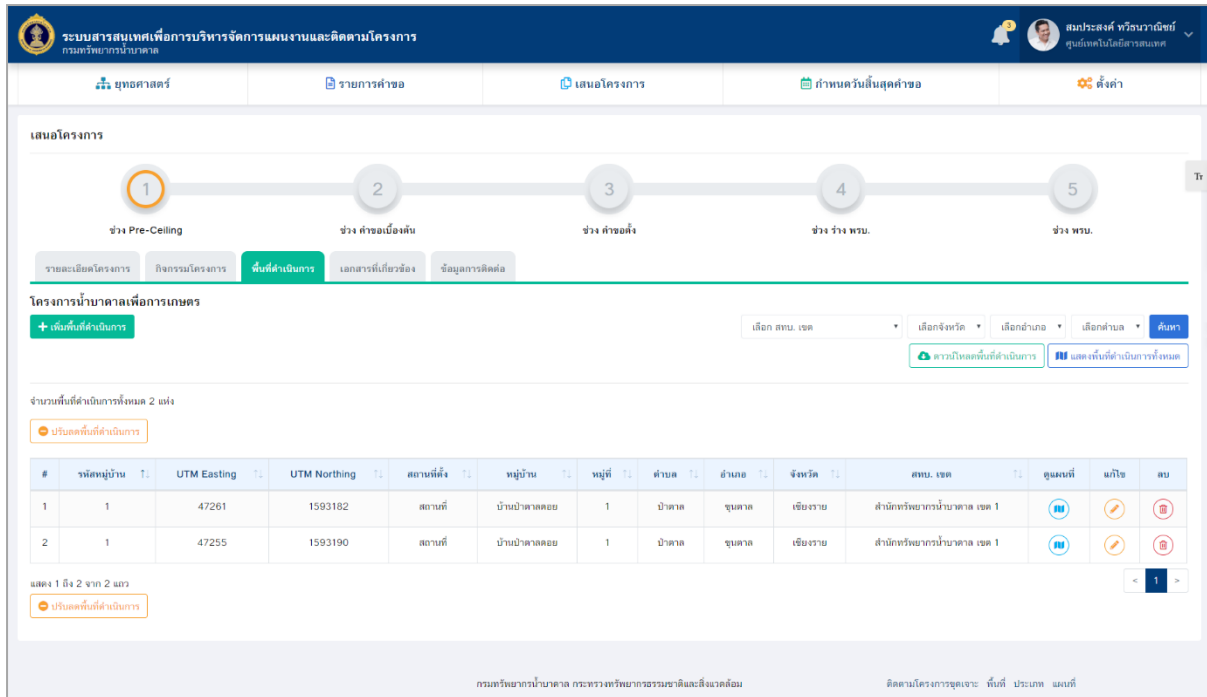 ระบบสารสนเทศเพื่อการบริหารจัดการแผนงานและติดตามโครงการ
กรมทรัพยากรน้ำบาดาล
3
สมประสงค์ ทวีธนวาณิชย์
ศูนย์เทคโนโลยีสารสนเทศ
ยุทธศาสตร์ รายการคำขอ เสนอโครงการ กำหนดวันสิ้นสุดคำขอ ตั้งค่า
เสนอโครงการ
1 2 3 4 5
Tr
ช่วง Pre-Ceiling ช่วง คำขอเบื้องต้น ช่วง คำขอตั้ง ช่วง ร่าง พรบ. ช่วง พรบ.
รายละเอียดโครงการ กิจกรรมโครงการ พื้นที่ดำเนินการ เอกสารที่เกี่ยวข้อง ข้อมูลการติดต่อ
โครงการน้ำบาดาลเพื่อการเกษตร
เพิ่มพื้นที่ดำเนินการ เลือก สทบ. เขต เลือกจังหวัด เลือกอำเภอ เลือกตำบล ค้นหา
ดาวน์โหลดพื้นที่ดำเนินการ แสดงพื้นที่ดำเนินการทั้งหมด
จำนวนพื้นที่ดำเนินการทั้งหมด 2 แห่ง
ปรับลดพื้นที่ดำเนินการ
# รหัสหมู่บ้าน UTM Easting UTM Northing สถานที่ตั้ง หมู่บ้าน หมู่ที่ ตำบล อำเภอ จังหวัด สทบ. เขต ดูแผนที่ แก้ไข ลบ
1 1 47261 1593182 สถานที่ บ้านป่าตาลดอย 1 ป่าตาล ขุนตาล เชียงราย สำนักทรัพยากรน้ำบาดาล เขต 1
2 1 47255 1593190 สถานที่ บ้านป่าตาลดอย 1 ป่าตาล ขุนตาล เชียงราย สำนักทรัพยากรน้ำบาดาล เขต 1
แสดง 1 ถึง 2 จาก 2 แถว < 1 >
ปรับลดพื้นที่ดำเนินการ
กรมทรัพยากรน้ำบาดาล กระทรวงทรัพยากรธรรมชาติและสิ่งแวดล้อม ติดตามโครงการขุดเจาะ พื้นที่ ประเภท แผนที่